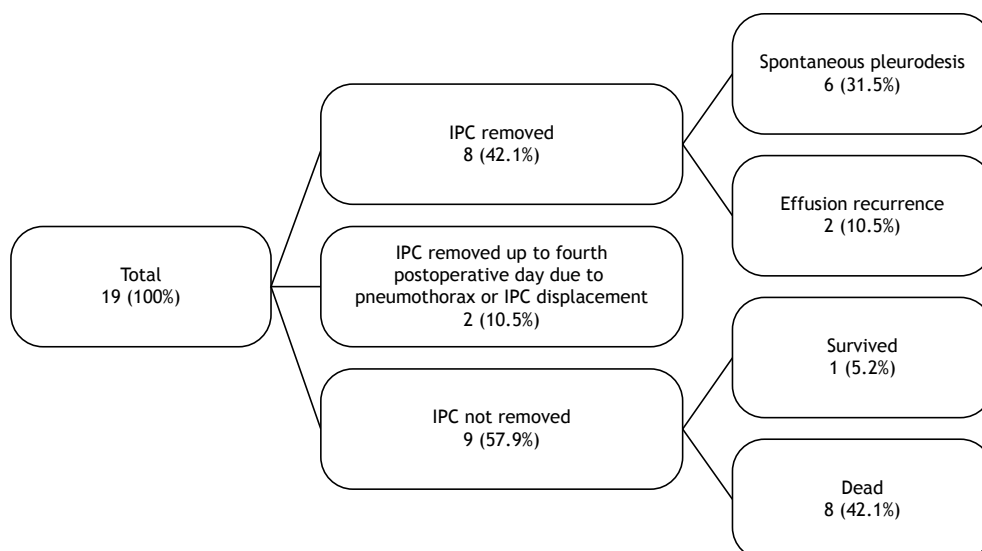 Total
19 (100%)
IPC removed
8 (42.1%)
IPC removed up to fourth
postoperative day due to
pneumothorax or IPC displacement
2 (10.5%)
IPC not removed
9 (57.9%)
Spontaneous pleurodesis
6 (31.5%)
Effusion recurrence
2 (10.5%)
Survived
1 (5.2%)
Dead
8 (42.1%)